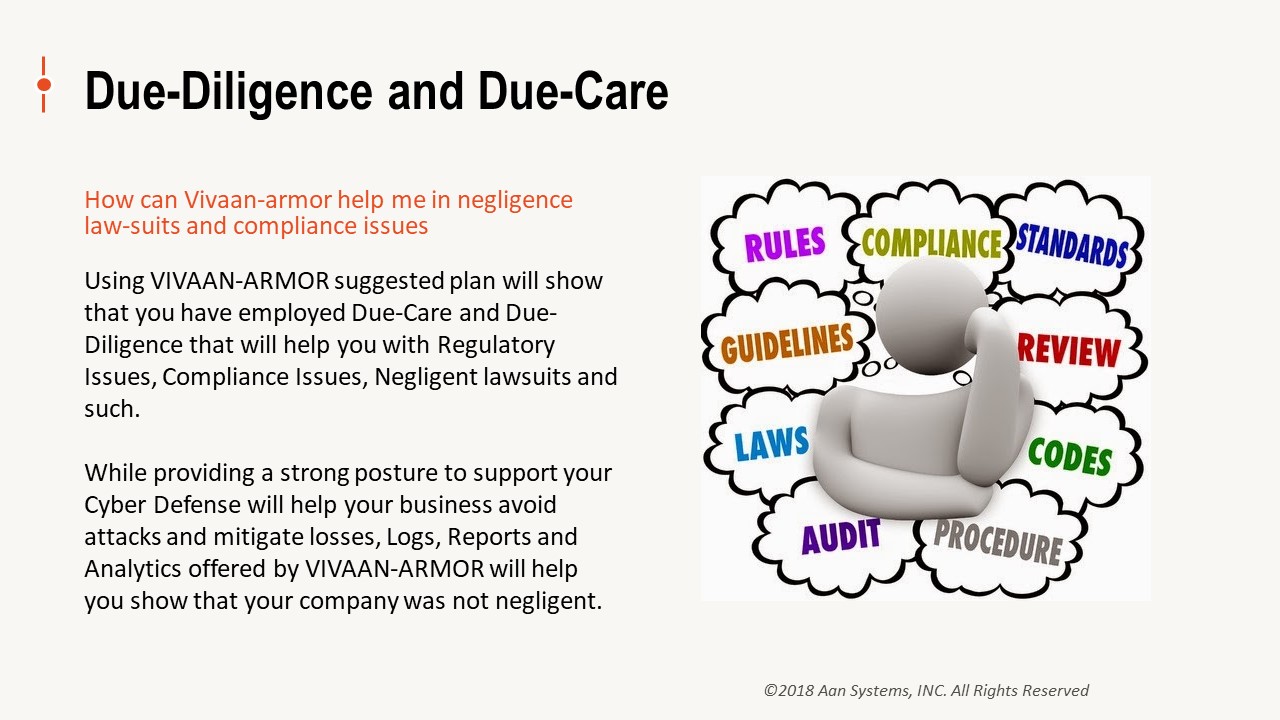 Due-Diligence and Due-Care
How can Vivaan-armor help me in negligence
law-suits and compliance issues
Using VIVAAN-ARMOR suggested plan will show
that you have employed Due-Care and Due-
Diligence that will help you with Regulatory
Issues, Compliance Issues, Negligent lawsuits and
such.
While providing a strong posture to support your
Cyber Defense will help your business avoid
attacks and mitigate losses, Logs, Reports and
Analytics offered by VIVAAN-ARMOR will help
you show that your company was not negligent.
RULES
COMPLIANCE
STANDARDS
GUIDELINES
REVIEW
LAWS
CODES
AUDIT
PROCEDURE
©2018 Aan Systems, INC. All Rights Reserved